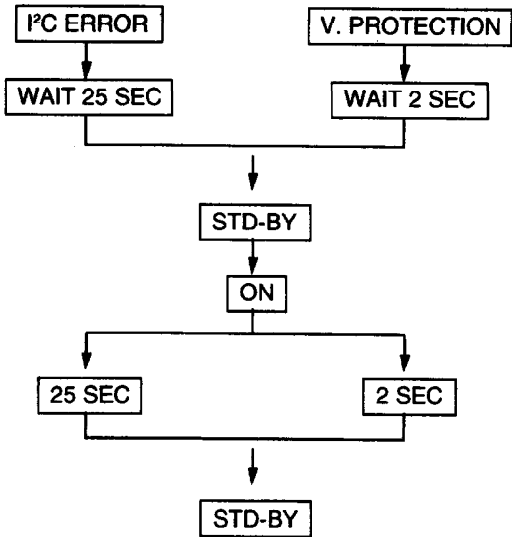 I²C ERROR
V. PROTECTION
WAIT 25 SEC
WAIT 2 SEC
STD-BY
ON
25 SEC
2 SEC
STD-BY